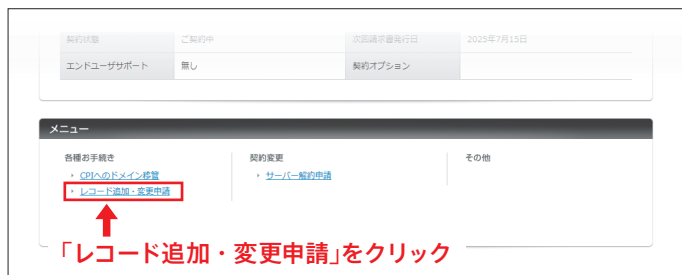 契約状態 ご契約中 次回請求書発行日 2025年7月15日
エンドユーザサポート 無し 契約オプション
メニュー
各種お手続き 契約変更 その他
CPIへのドメイン移管 サーバー解約申請
レコード追加・変更申請
「レコード追加・変更申請」をクリック